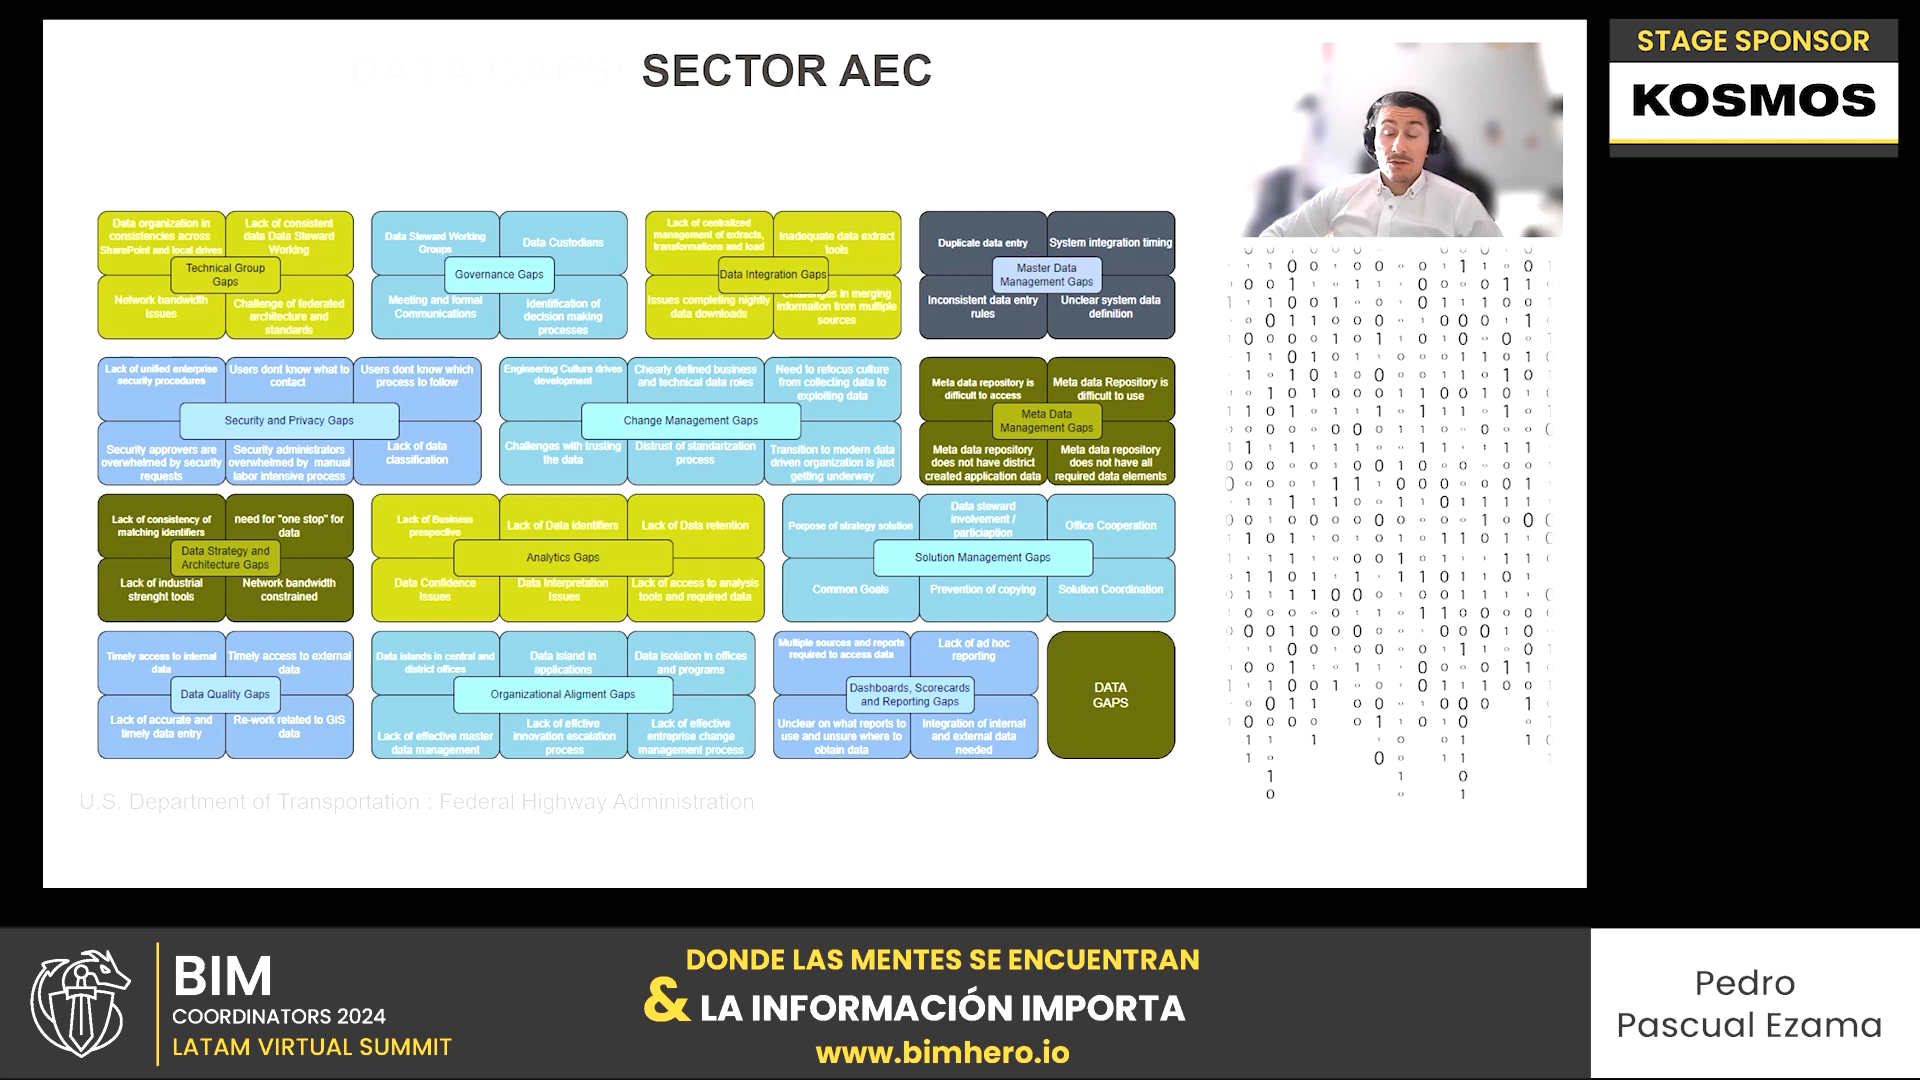 DATA GAPS: SECTOR AEC
STAGE SPONSOR
KOSMOS
Data organization in
consistencies across
SharePoint and local drives
Lack of consistent
data Data Steward
Working
Technical Group
Gaps
Network bandwidth
issues
Challenge of federated
architecture and
standards
Data Steward Working
Groups
Data Custodians
Governance Gaps
Meeting and formal
Communications
Identification of
decision making
processes
Lack of centralized
management of extracts,
transformations and load
Inadequate data extract
tools
Data Integration Gaps
Issues completing nightly
data downloads
Challenges in merging
informaiton from multiple
sources
Duplicate data entry
System integration timing
Master Data
Management Gaps
Inconsistent data entry
rules
Unclear system data
definition
Lack of unified enterprise
security procedures
Users dont know what to
contact
Users dont know which
process to follow
Security and Privacy Gaps
Security approvers are
overwhelmed by security
requests
Security administrators
overwhelmed by manual
labor intensive process
Lack of data
classification
Engineering Culture drives
development
Chearly defined business
and technical data roles
Need to refocus culture
from collecting data to
exploiting data
Change Management Gaps
Challenges with trusting
the data
Distrust of standarization
process
Transition to modern data
driven organization is just
getting underway
Meta data repository is
difficult to access
Meta data Repository is
difficult to use
Meta Data
Management Gaps
Meta data repository
does not have district
created application data
Meta data repository
does not have all
required data elements
Lack of consistency of
matching identifiers
need for "one stop" for
data
Data Strategy and
Architecture Gaps
Lack of industrial
strenght tools
Network bandwidth
constrained
Lack of Business
prespective
Lack of Data identifiers
Lack of Data retention
Analytics Gaps
Data Confidence
Issues
Data Interpretation
Issues
Lack of access to analysis
tools and required data
Porpose of strategy solution
Data steward
involvement /
particiaption
Office Cooperation
Solution Management Gaps
Common Goals
Prevention of copying
Solution Coordination
Timely access to internal
data
Timely access to external
data
Data Quality Gaps
Lack of accurate and
timely data entry
Re-work related to GIS
data
Data islands in central and
district offices
Data island in
applications
Data isolation in offices
and programs
Organizational Aligment Gaps
Lack of effective master
data management
Lack of effctive
innovation escalation
process
Lack of effective
entreprise change
management process
Multiple sources and reports
required to access data
Lack of ad hoc
reporting
Dashboards, Scorecards
and Reporting Gaps
Unclear on what reports to
use and unsure where to
obtain data
Integration of internal
and external data
needed
DATA
GAPS
U.S. Department of Transportation : Federal Highway Administration
BIM
COORDINATORS 2024
LATAM VIRTUAL SUMMIT
DONDE LAS MENTES SE ENCUENTRAN
& LA INFORMACIÓN IMPORTA
www.bimhero.io
Pedro
Pascual Ezama